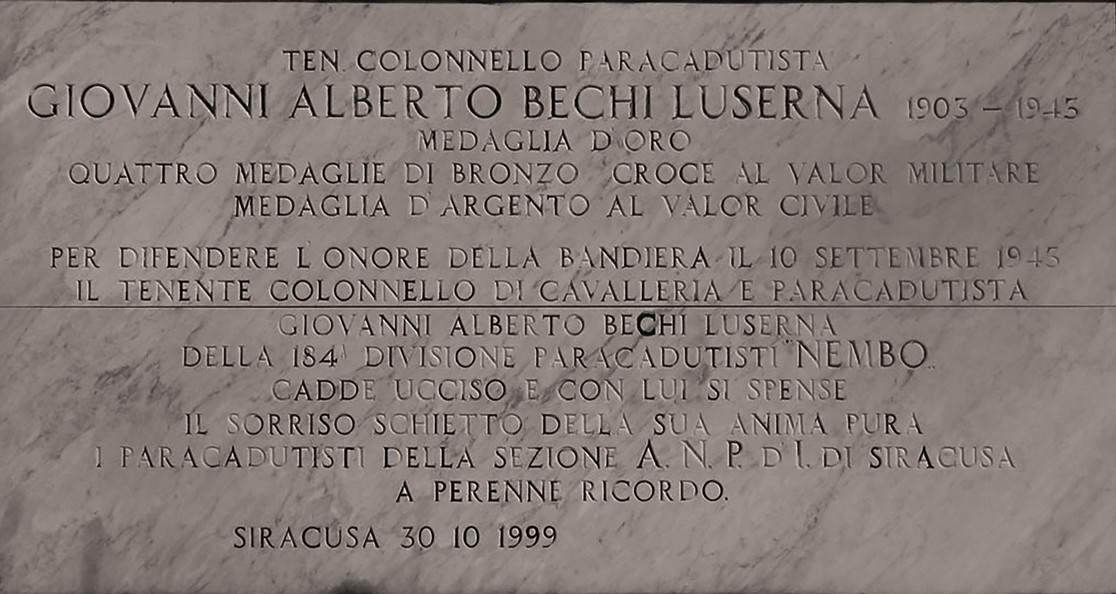 TEN. COLONNELLO PARACADUTISTA
GIOVANNI ALBERTO BECHI LUSERNA 1903 – 1943
MEDAGLIA D'ORO
QUATTRO MEDAGLIE DI BRONZO CROCE AL VALOR MILITARE
MEDAGLIA D'ARGENTO AL VALOR CIVILE
PER DIFENDERE L'ONORE DELLA BANDIERA IL 10 SETTEMBRE 1943
IL TENENTE COLONNELLO DI CAVALLERIA E PARACADUTISTA
GIOVANNI ALBERTO BECHI LUSERNA
DELLA 184ᴬ DIVISIONE PARACADUTISTI "NEMBO"
CADDE UCCISO E CON LUI SI SPENSE
IL SORRISO SCHIETTO DELLA SUA ANIMA PURA
I PARACADUTISTI DELLA SEZIONE A. N. P. D'I. DI SIRACUSA
A PERENNE RICORDO.
SIRACUSA 30 10 1999